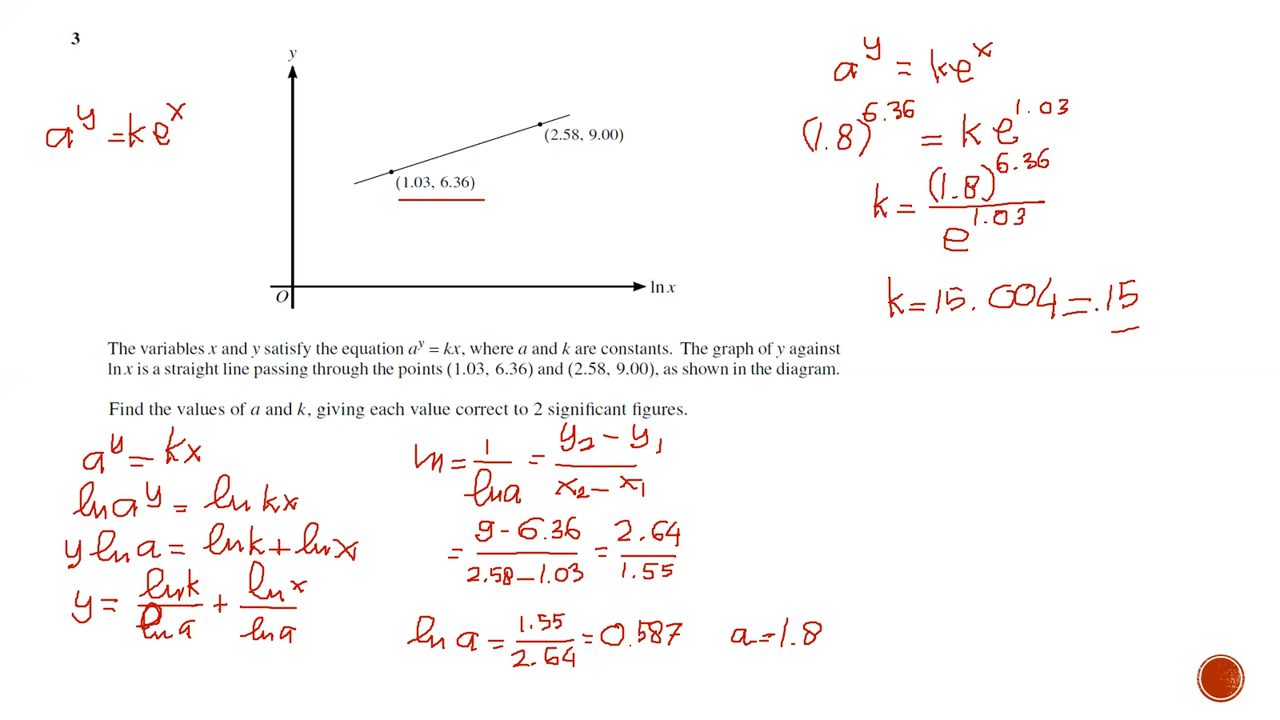 3
y
a^y = ke^x
(2.58, 9.00)
(1.03, 6.36)
O
ln x
a^y = ke^x
(1.8)^6.36 = k e^1.03
k = (1.8)^6.36 / e^1.03
k = 15.004 = .15
The variables x and y satisfy the equation a^y = kx, where a and k are constants. The graph of y against
ln x is a straight line passing through the points (1.03, 6.36) and (2.58, 9.00), as shown in the diagram.
Find the values of a and k, giving each value correct to 2 significant figures.
a^y = kx
ln a^y = ln kx
y ln a = ln k + ln x
y = ln k / ln a + ln x / ln a
m = 1 / ln a = y₂ - y₁ / x₂ - x₁
= 9 - 6.36 / 2.58 - 1.03 = 2.64 / 1.55
ln a = 1.55 / 2.64 = 0.587 a = 1.8